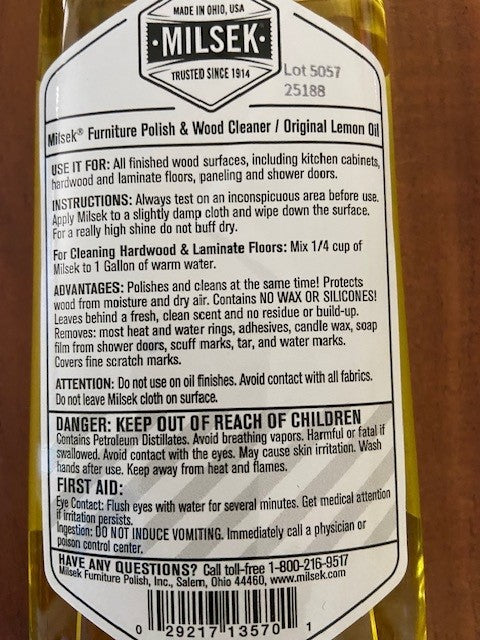 MADE IN OHIO, USA
·MILSEK·
TRUSTED SINCE 1914
Lot 5057
25188
Milsek® Furniture Polish & Wood Cleaner / Original Lemon Oil
USE IT FOR: All finished wood surfaces, including kitchen cabinets,
hardwood and laminate floors, paneling and shower doors.
INSTRUCTIONS: Always test on an inconspicuous area before use.
Apply Milsek to a slightly damp cloth and wipe down the surface.
For a really high shine do not buff dry.
For Cleaning Hardwood & Laminate Floors: Mix 1/4 cup of
Milsek to 1 Gallon of warm water.
ADVANTAGES: Polishes and cleans at the same time! Protects
wood from moisture and dry air. Contains NO WAX OR SILICONES!
Leaves behind a fresh, clean scent and no residue or build-up.
Removes: most heat and water rings, adhesives, candle wax, soap
film from shower doors, scuff marks, tar, and water marks.
Covers fine scratch marks.
ATTENTION: Do not use on oil finishes. Avoid contact with all fabrics.
Do not leave Milsek cloth on surface.
DANGER: KEEP OUT OF REACH OF CHILDREN
Contains Petroleum Distillates. Avoid breathing vapors. Harmful or fatal if
swallowed. Avoid contact with the eyes. May cause skin irritation. Wash
hands after use. Keep away from heat and flames.
FIRST AID:
Eye Contact: Flush eyes with water for several minutes. Get medical attention
if irritation persists.
Ingestion: DO NOT INDUCE VOMITING. Immediately call a physician or
poison control center.
HAVE ANY QUESTIONS? Call toll-free 1-800-216-9517
Milsek Furniture Polish, Inc., Salem, Ohio 44460, www.milsek.com
0 29217 13570 1